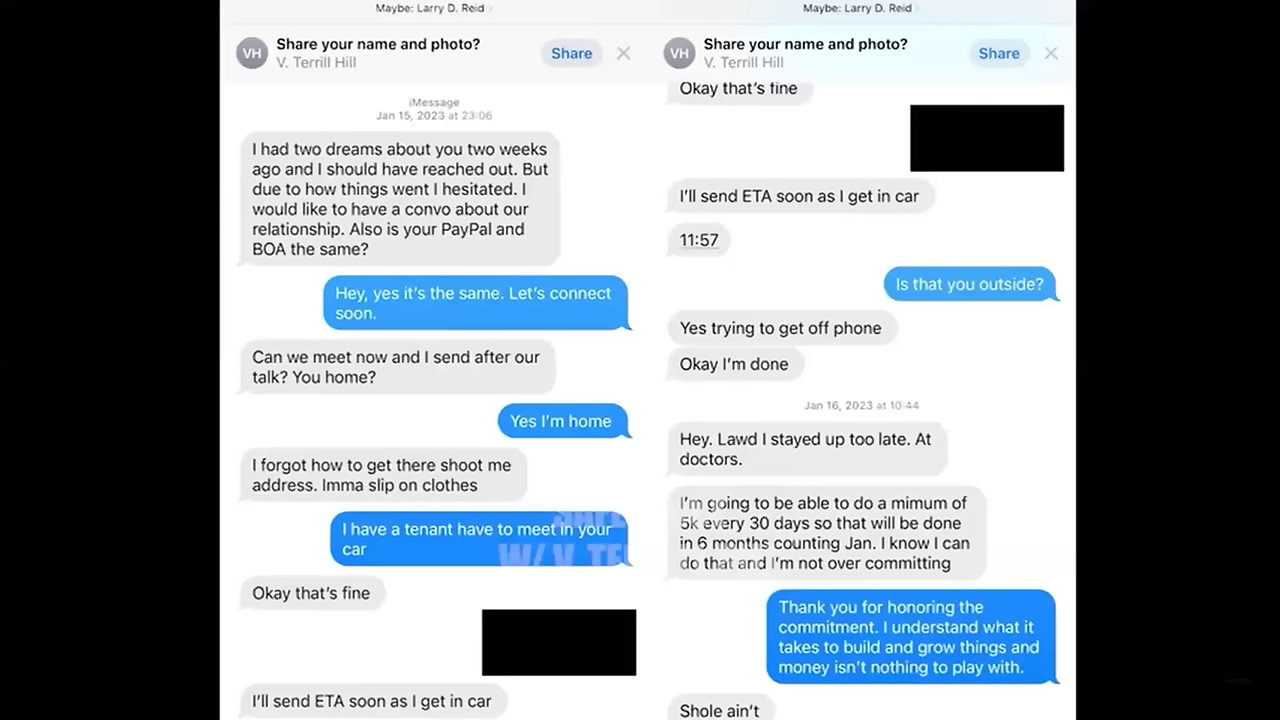 Maybe: Larry D. Reid
VH
Share your name and photo?
V. Terrill Hill
Share
iMessage
Jan 15, 2023 at 23:06
I had two dreams about you two weeks
ago and I should have reached out. But
due to how things went I hesitated. I
would like to have a convo about our
relationship. Also is your PayPal and
BOA the same?
Hey, yes it's the same. Let's connect
soon.
Can we meet now and I send after our
talk? You home?
Yes I'm home
I forgot how to get there shoot me
address. Imma slip on clothes
I have a tenant have to meet in your
car
W/ V. TE
Okay that's fine
I'll send ETA soon as I get in car
Maybe: Larry D. Reid
VH
Share your name and photo?
V. Terrill Hill
Share
Okay that's fine
I'll send ETA soon as I get in car
11:57
Is that you outside?
Yes trying to get off phone
Okay I'm done
Jan 16, 2023 at 10:44
Hey. Lawd I stayed up too late. At
doctors.
I'm going to be able to do a mimum of
5k every 30 days so that will be done
in 6 months counting Jan. I know I can
do that and I'm not over committing
Thank you for honoring the
commitment. I understand what it
takes to build and grow things and
money isn't nothing to play with.
Shole ain't